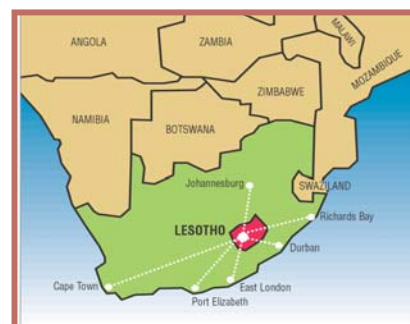 ANGOLA
ZAMBIA
MALAWI
MOZAMBIQUE
ZIMBABWE
NAMIBIA
BOTSWANA
Johannesburg
SWAZILAND
Richards Bay
LESOTHO
Durban
Cape Town
East London
Port Elizabeth